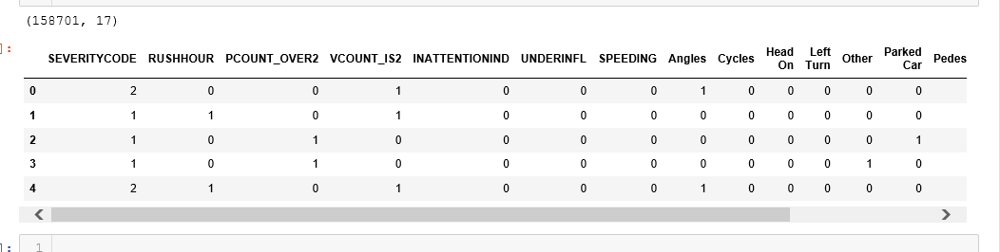 (158701, 17)
]:
SEVERITYCODE RUSHHOUR PCOUNT_OVER2 VCOUNT_IS2 INATTENTIONIND UNDERINFL SPEEDING Angles Cycles Head On Left Turn Other Parked Car Pedes
0 2 0 0 1 0 0 0 1 0 0 0 0 0
1 1 1 0 1 0 0 0 0 0 0 0 0 0
2 1 0 1 0 0 0 0 0 0 0 0 0 1
3 1 0 1 0 0 0 0 0 0 0 0 1 0
4 2 1 0 1 0 0 0 1 0 0 0 0 0
]:
1